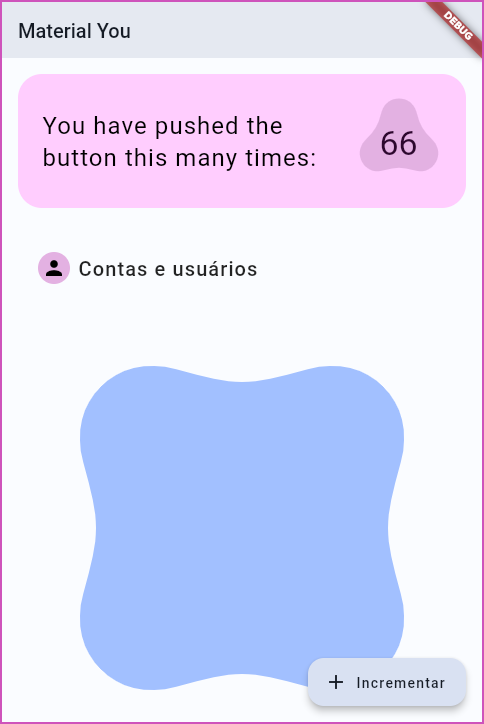 Material You
DEBUG
You have pushed the
button this many times:
66
Contas e usuários
Incrementar